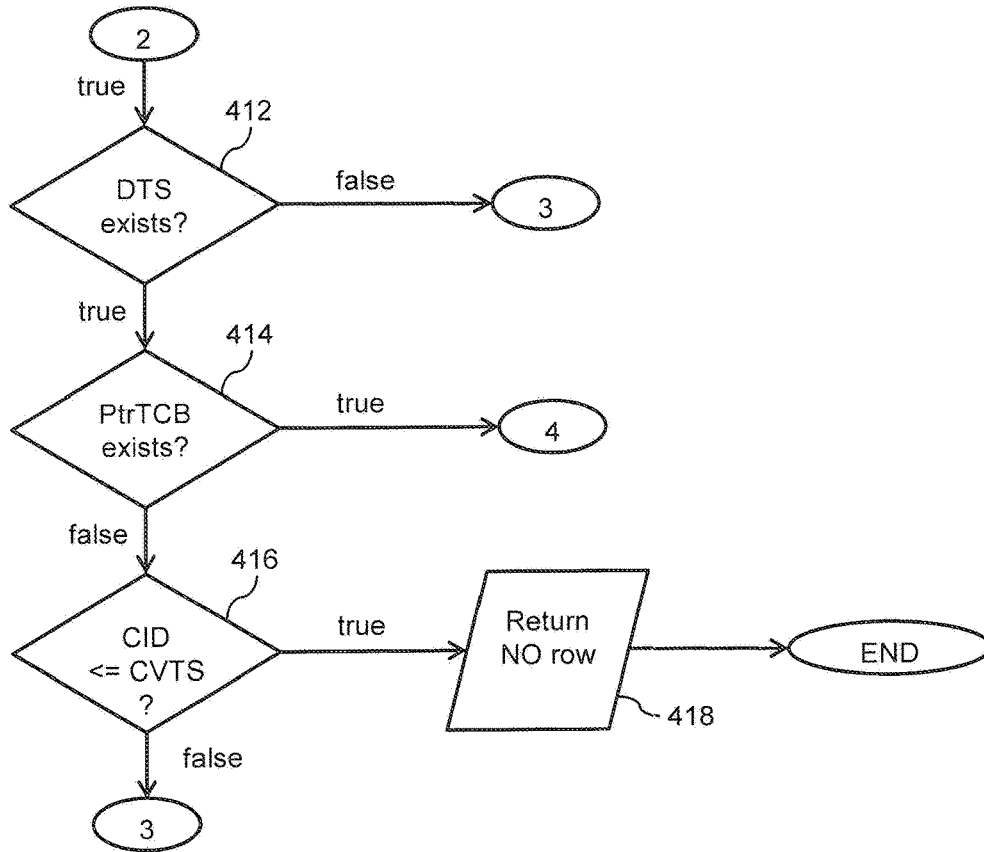 2
true
412
DTS
exists?
false
3
true
414
PtrTCB
exists?
true
4
false
416
CID
<= CVTS
?
true
Return
NO row
418
END
false
3